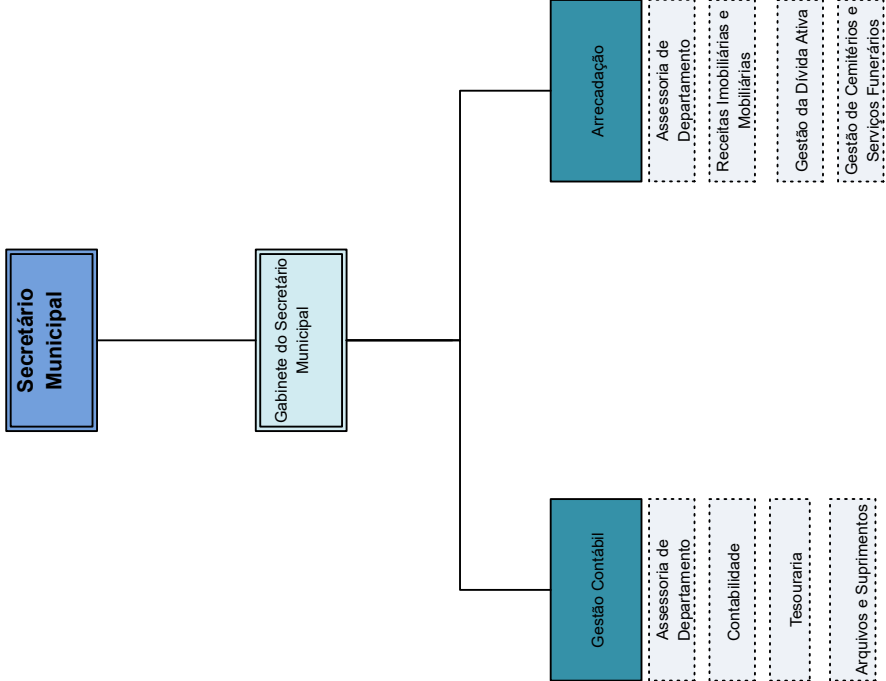 Secretário
Municipal
Gabinete do Secretário
Municipal
Gestão Contábil
Assessoria de
Departamento
Contabilidade
Tesouraria
Arquivos e Suprimentos
Arrecadação
Assessoria de
Departamento
Receitas Imobiliárias e
Mobiliárias
Gestão da Dívida Ativa
Gestão de Cemitérios e
Serviços Funerários